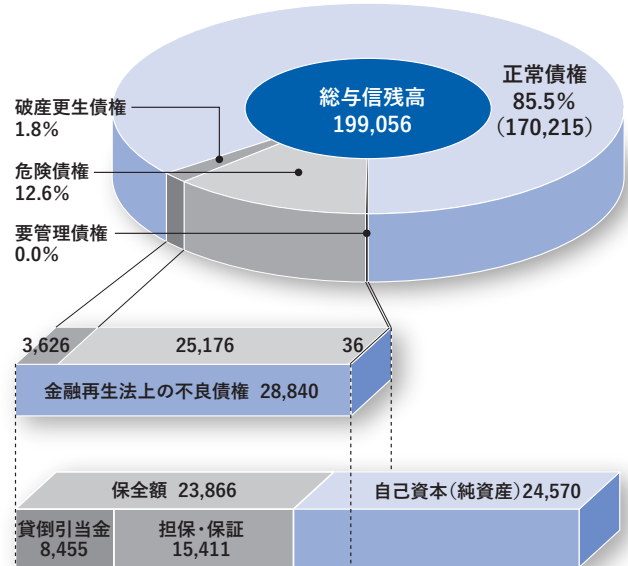 総与信残高
199,056
正常債権
85.5%
(170,215)
破産更生債権
1.8%
危険債権
12.6%
要管理債権
0.0%
3,626
25,176
36
金融再生法上の不良債権 28,840
保全額 23,866
自己資本(純資産)24,570
貸倒引当金
8,455
担保・保証
15,411